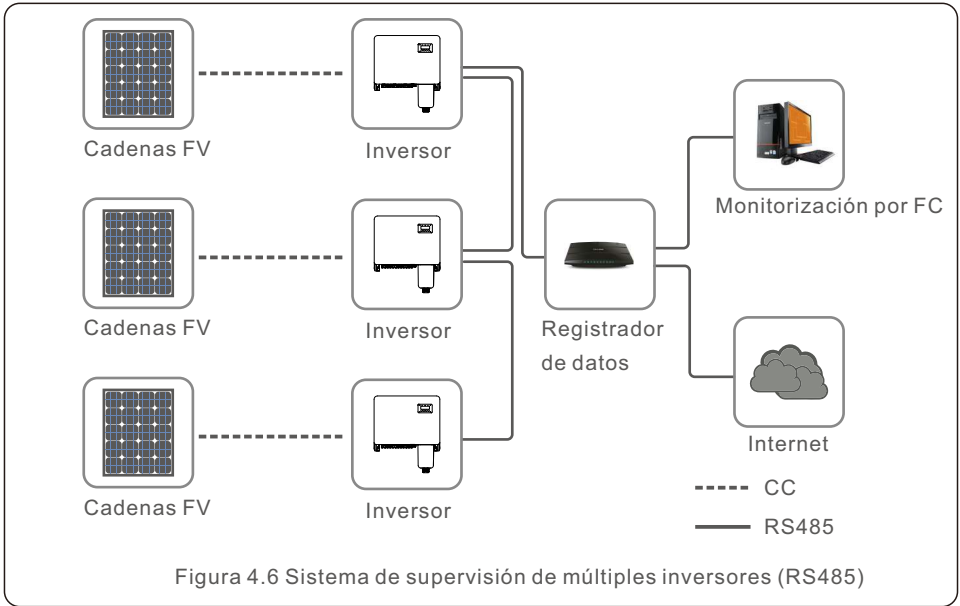 Cadenas FV
Inversor
Monitorización por FC
Cadenas FV
Inversor
Registrador
de datos
Internet
Cadenas FV
Inversor
CC
RS485
Figura 4.6 Sistema de supervisión de múltiples inversores (RS485)